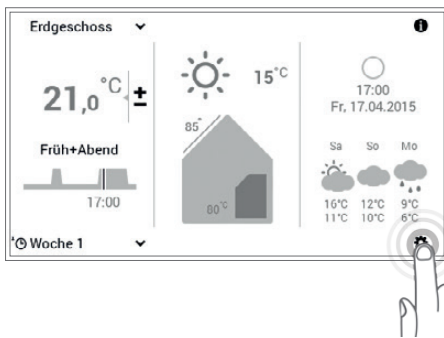 Erdgeschoss
21,0 °C ±
Früh+Abend
17:00
Woche 1
15°C
85°
80°C
17:00
Fr, 17.04.2015
Sa So Mo
16°C 12°C 9°C
11°C 10°C 6°C